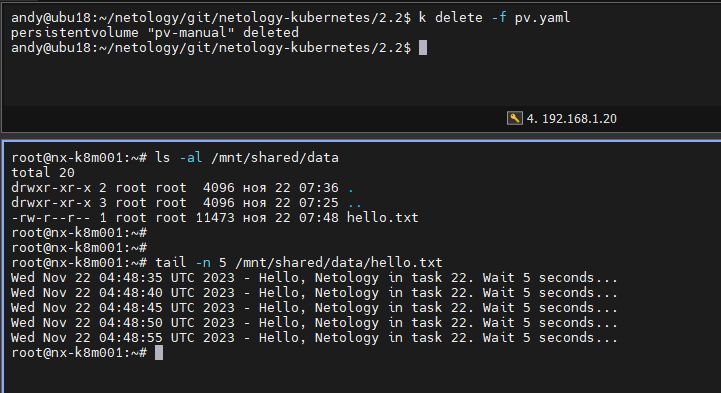 andy@ubu18:~/netology/git/netology-kubernetes/2.2$ k delete -f pv.yaml
persistentvolume "pv-manual" deleted
andy@ubu18:~/netology/git/netology-kubernetes/2.2$
4. 192.168.1.20
root@nx-k8m001:~# ls -al /mnt/shared/data
total 20
drwxr-xr-x 2 root root  4096 ноя 22 07:36 .
drwxr-xr-x 3 root root  4096 ноя 22 07:25 ..
-rw-r--r-- 1 root root 11473 ноя 22 07:48 hello.txt
root@nx-k8m001:~#
root@nx-k8m001:~#
root@nx-k8m001:~# tail -n 5 /mnt/shared/data/hello.txt
Wed Nov 22 04:48:35 UTC 2023 - Hello, Netology in task 22. Wait 5 seconds...
Wed Nov 22 04:48:40 UTC 2023 - Hello, Netology in task 22. Wait 5 seconds...
Wed Nov 22 04:48:45 UTC 2023 - Hello, Netology in task 22. Wait 5 seconds...
Wed Nov 22 04:48:50 UTC 2023 - Hello, Netology in task 22. Wait 5 seconds...
Wed Nov 22 04:48:55 UTC 2023 - Hello, Netology in task 22. Wait 5 seconds...
root@nx-k8m001:~#